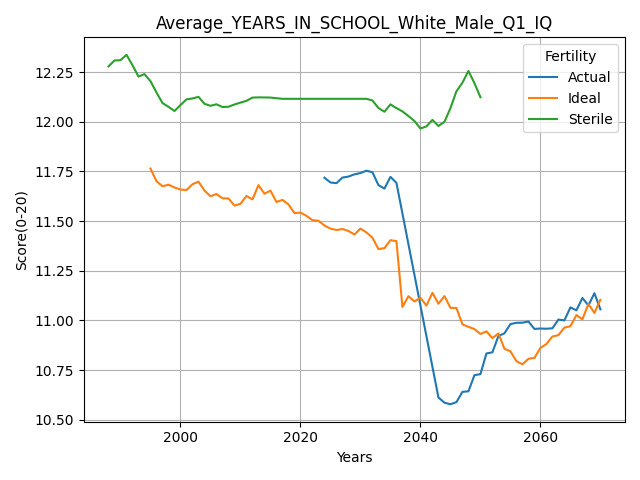 Average_YEARS_IN_SCHOOL_White_Male_Q1_IQ
Fertility
Actual
Ideal
Sterile
Score(0-20)
12.25
12.00
11.75
11.50
11.25
11.00
10.75
10.50
2000 2020 2040 2060
Years